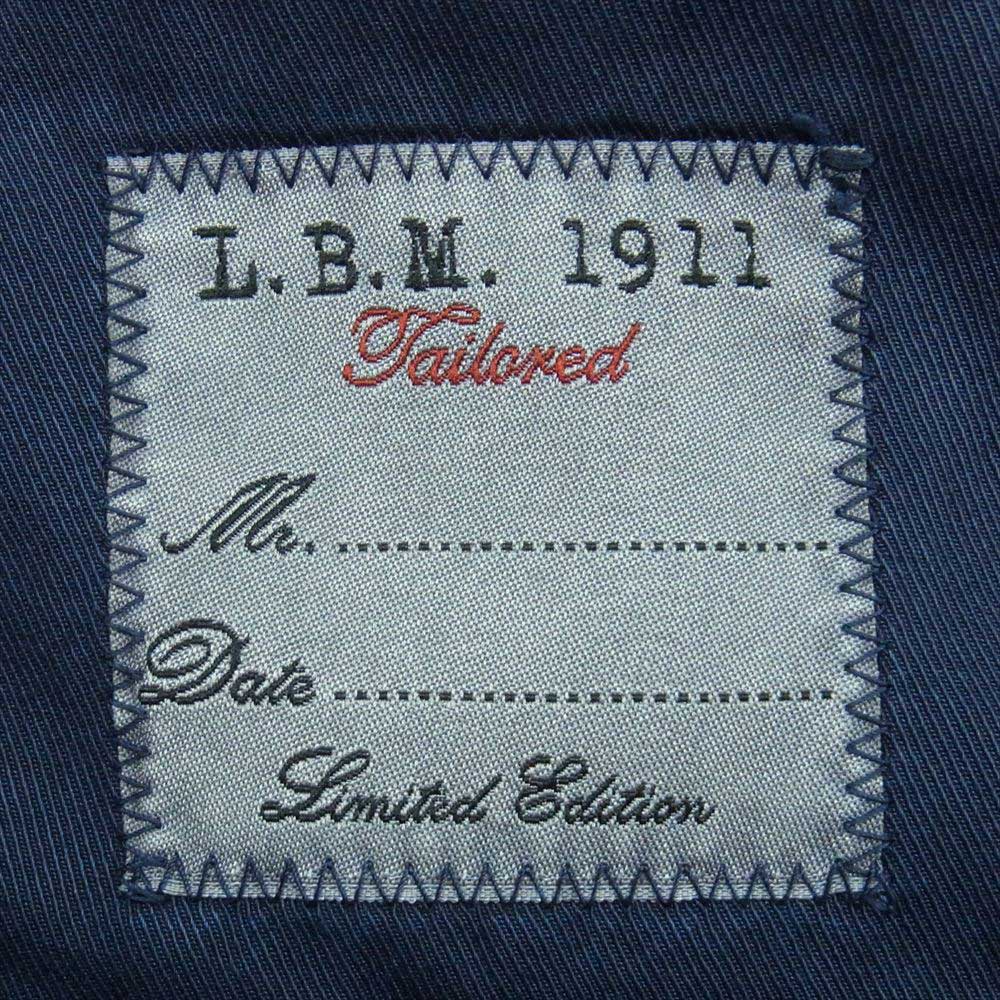 L.B.M. 1911
Tailored
Mr. ........................................
Date ........................................
Limited Edition